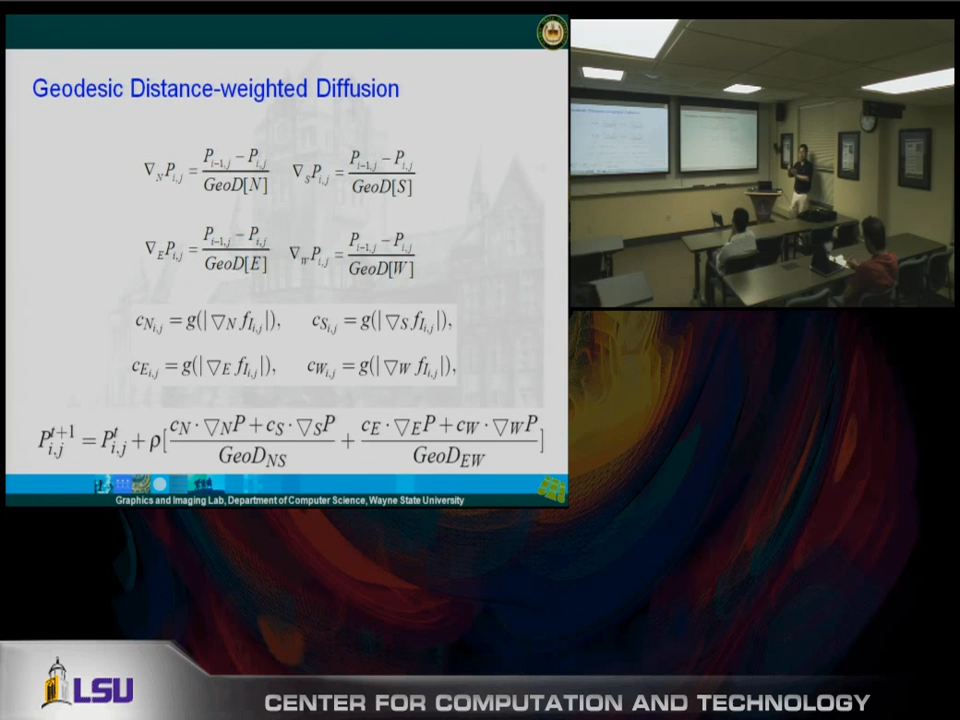 Geodesic Distance-weighted Diffusion
∇_N P_{i,j} = (P_{i-1,j} − P_{i,j}) / GeoD[N]   ∇_S P_{i,j} = (P_{i-1,j} − P_{i,j}) / GeoD[S]
∇_E P_{i,j} = (P_{i-1,j} − P_{i,j}) / GeoD[E]   ∇_W P_{i,j} = (P_{i-1,j} − P_{i,j}) / GeoD[W]
c_{N_{i,j}} = g(|▽_N f_{I_{i,j}}|),   c_{S_{i,j}} = g(|▽_S f_{I_{i,j}}|),
c_{E_{i,j}} = g(|▽_E f_{I_{i,j}}|),   c_{W_{i,j}} = g(|▽_W f_{I_{i,j}}|),
P^{t+1}_{i,j} = P^t_{i,j} + ρ[(c_N · ▽_N P + c_S · ▽_S P) / GeoD_{NS} + (c_E · ▽_E P + c_W · ▽_W P) / GeoD_{EW}]
Graphics and Imaging Lab, Department of Computer Science, Wayne State University
LSU
CENTER FOR COMPUTATION AND TECHNOLOGY